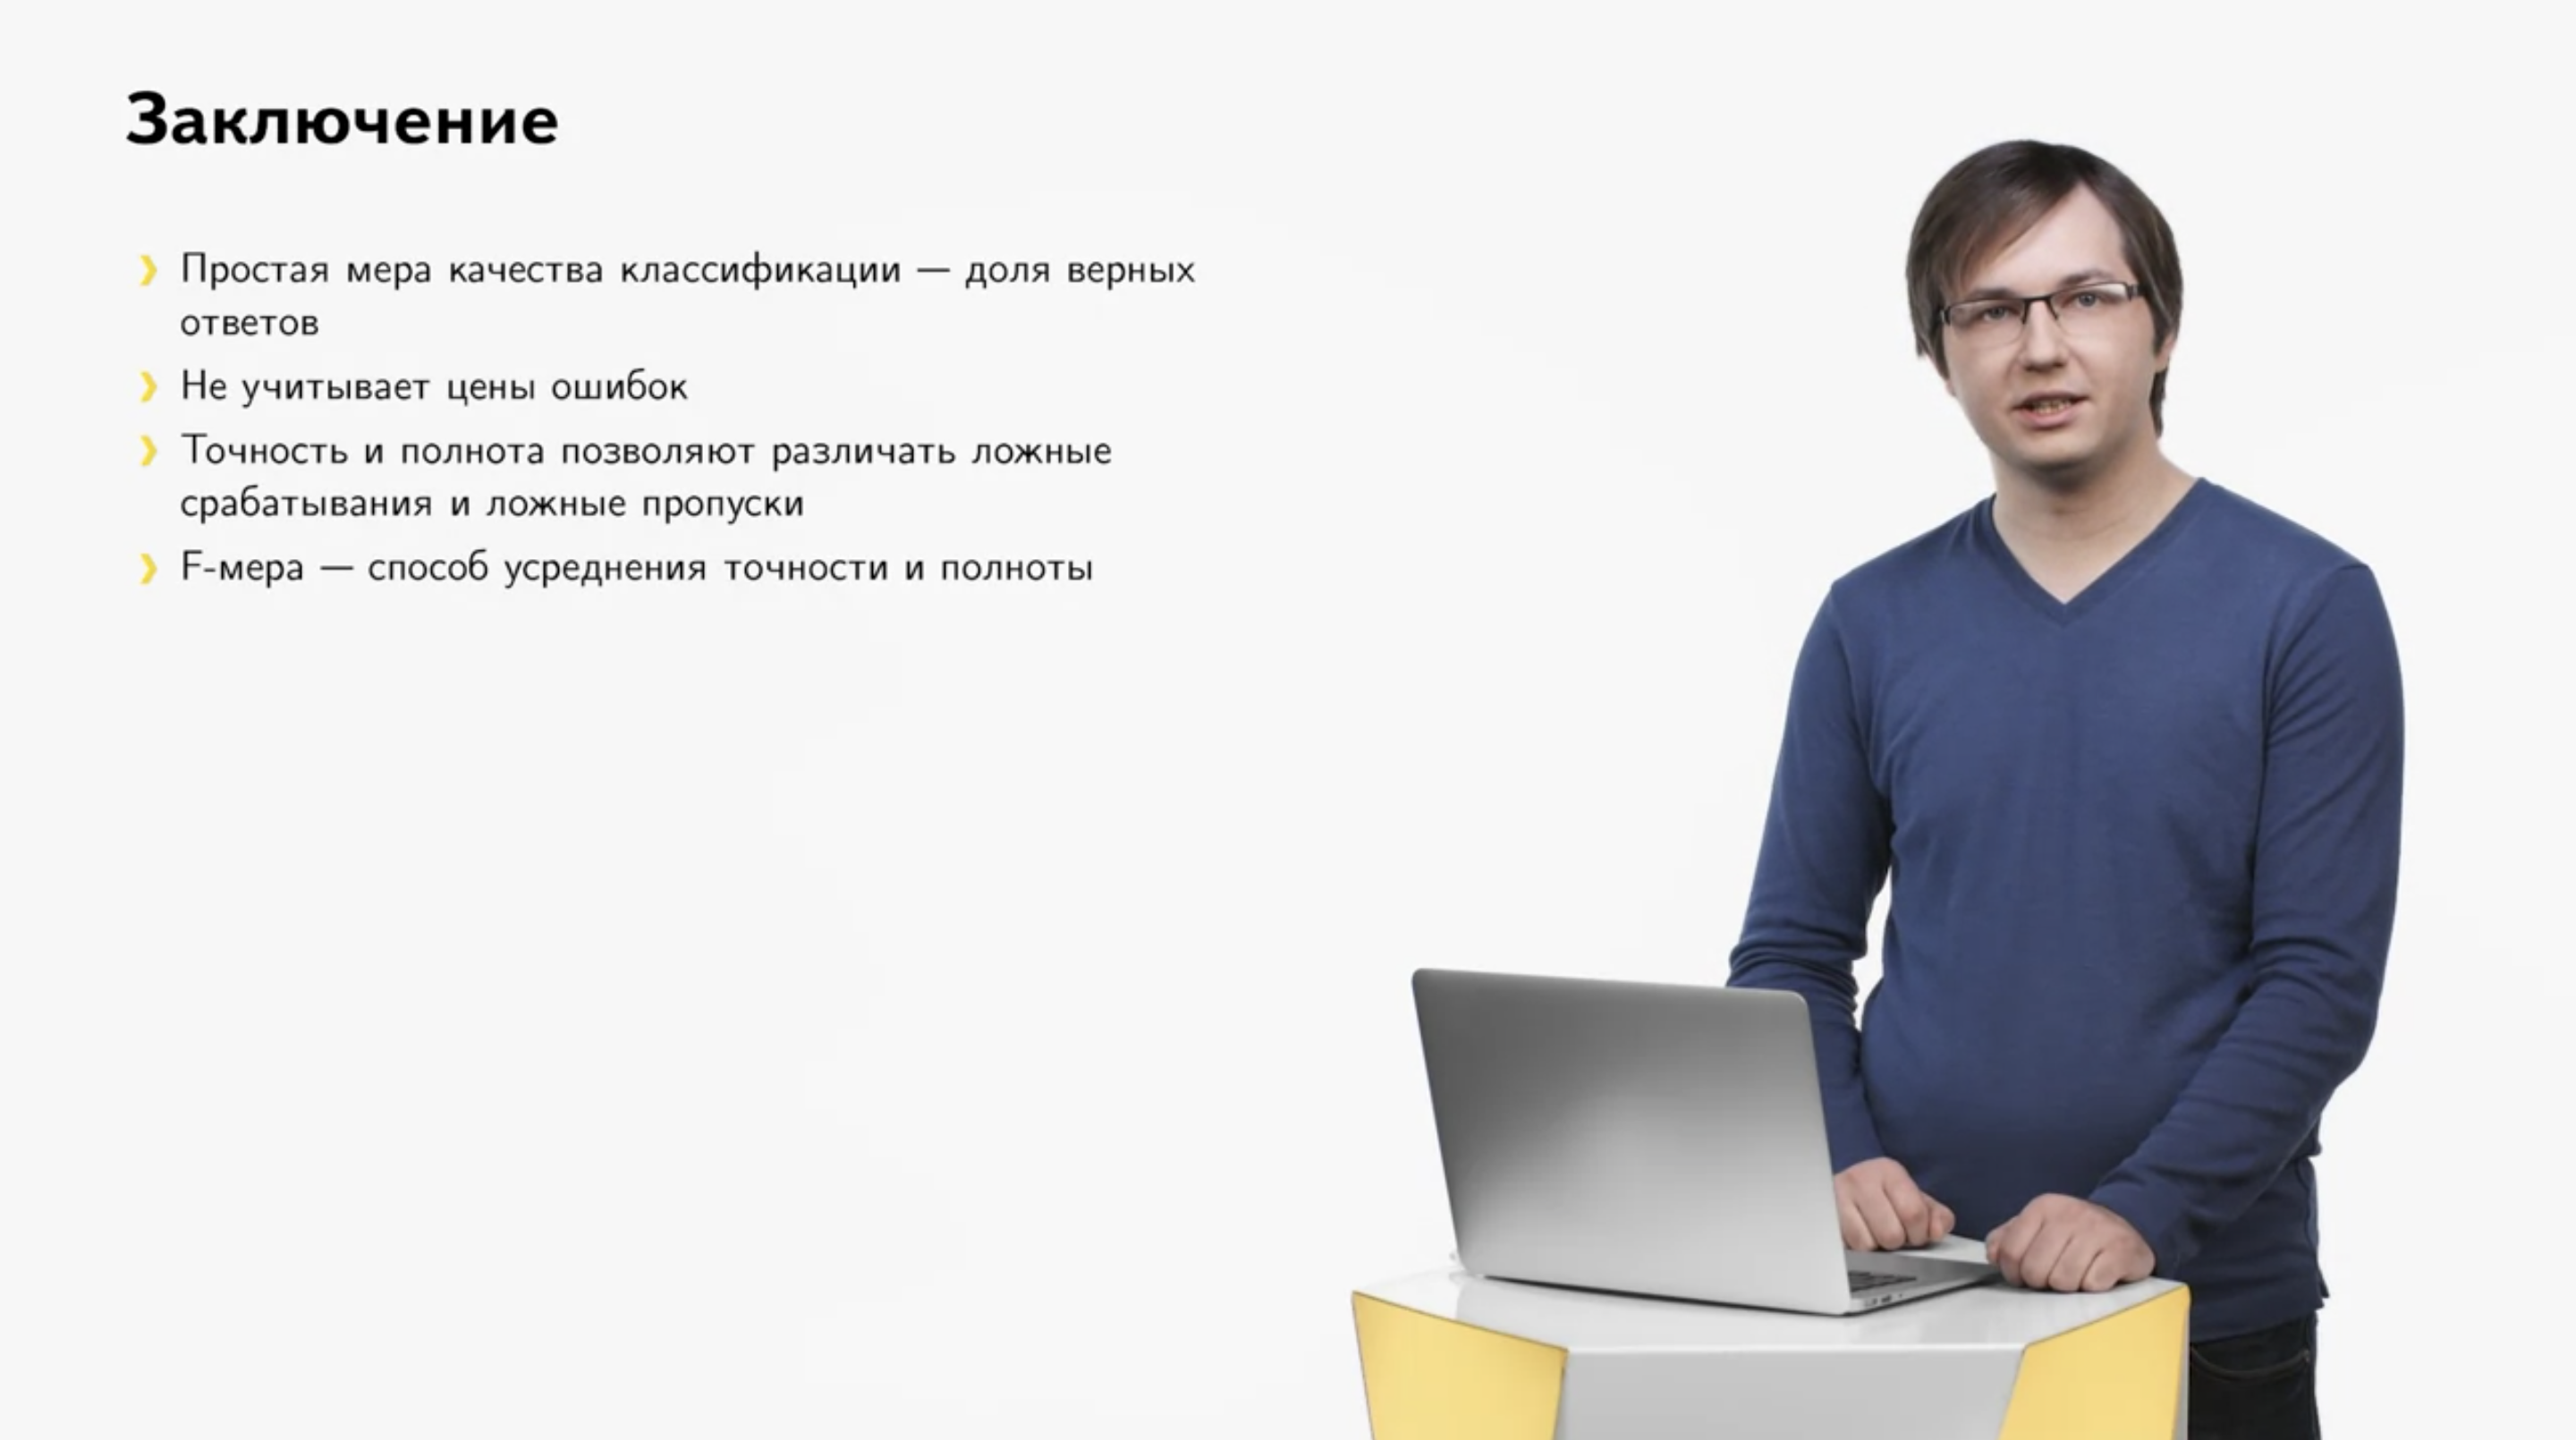 Заключение
Простая мера качества классификации — доля верных
ответов
Не учитывает цены ошибок
Точность и полнота позволяют различать ложные
срабатывания и ложные пропуски
F-мера — способ усреднения точности и полноты